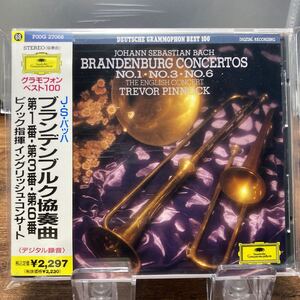 POGG 27066
STEREO
DEUTSCHE GRAMMOPHON BEST 100
DIGITAL RECORDING
グラモフォン
ベスト100
J・S・バッハ
ブランデンブルク協奏曲
第1番・第3番・第6番
ピノック指揮 イングリッシュ・コンサート
〈デジタル録音〉
¥2,297
JOHANN SEBASTIAN BACH
BRANDENBURG CONCERTOS
NO.1・NO.3・NO.6
THE ENGLISH CONCERT
TREVOR PINNOCK
Deutsche
Grammophon